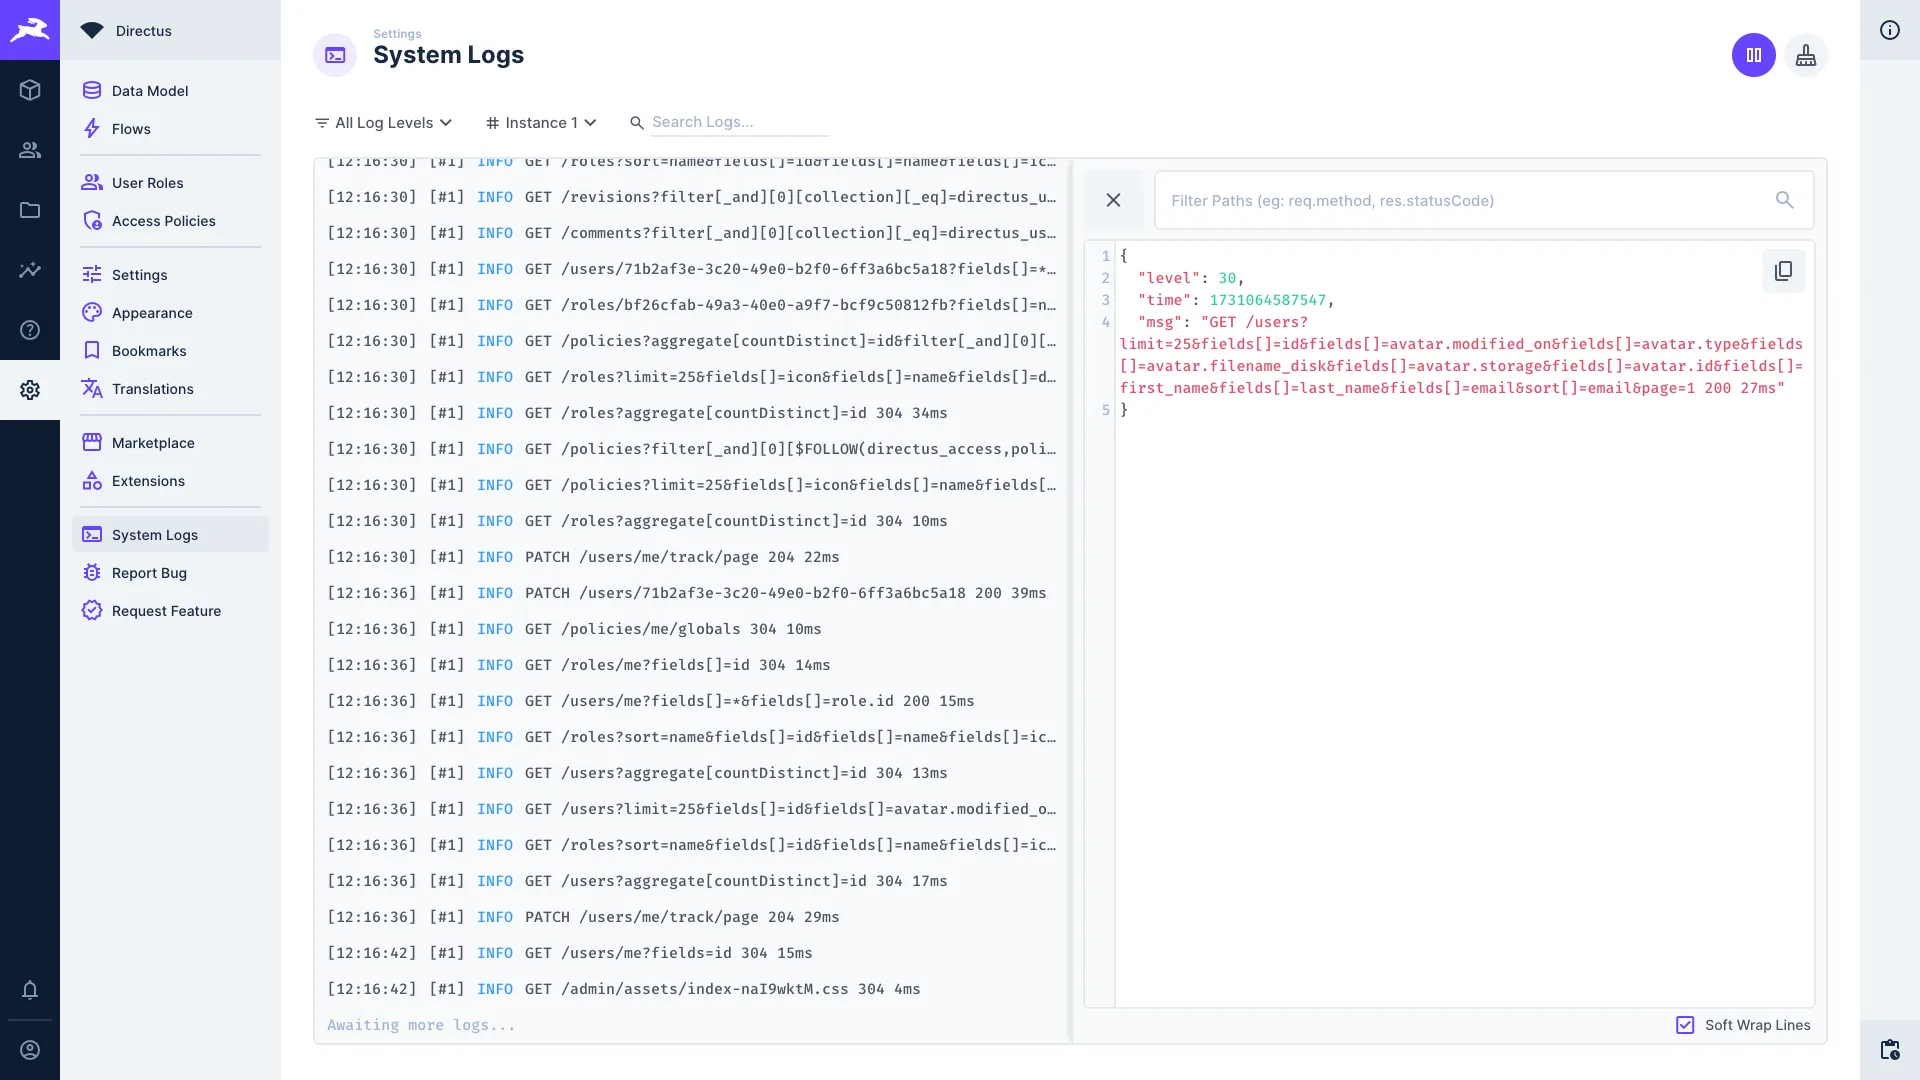 Directus
Data Model
Flows
User Roles
Access Policies
Settings
Appearance
Bookmarks
Translations
Marketplace
Extensions
System Logs
Report Bug
Request Feature
Settings
System Logs
All Log Levels
Instance 1
Search Logs...
[12:16:30] [#1] INFO GET /roles?sort=name&fields[]=id&fields[]=name&fields[]=ic…
[12:16:30] [#1] INFO GET /revisions?filter[_and][0][collection][_eq]=directus_u…
[12:16:30] [#1] INFO GET /comments?filter[_and][0][collection][_eq]=directus_us…
[12:16:30] [#1] INFO GET /users/71b2af3e-3c20-49e0-b2f0-6ff3a6bc5a18?fields[]=*…
[12:16:30] [#1] INFO GET /roles/bf26cfab-49a3-40e0-a9f7-bcf9c50812fb?fields[]=n…
[12:16:30] [#1] INFO GET /policies?aggregate[countDistinct]=id&filter[_and][0][…
[12:16:30] [#1] INFO GET /roles?limit=25&fields[]=icon&fields[]=name&fields[]=d…
[12:16:30] [#1] INFO GET /roles?aggregate[countDistinct]=id 304 34ms
[12:16:30] [#1] INFO GET /policies?filter[_and][0][$FOLLOW(directus_access,poli…
[12:16:30] [#1] INFO GET /policies?limit=25&fields[]=icon&fields[]=name&fields[…
[12:16:30] [#1] INFO GET /roles?aggregate[countDistinct]=id 304 10ms
[12:16:30] [#1] INFO PATCH /users/me/track/page 204 22ms
[12:16:36] [#1] INFO PATCH /users/71b2af3e-3c20-49e0-b2f0-6ff3a6bc5a18 200 39ms
[12:16:36] [#1] INFO GET /policies/me/globals 304 10ms
[12:16:36] [#1] INFO GET /roles/me?fields[]=id 304 14ms
[12:16:36] [#1] INFO GET /users/me?fields[]=*&fields[]=role.id 200 15ms
[12:16:36] [#1] INFO GET /roles?sort=name&fields[]=id&fields[]=name&fields[]=ic…
[12:16:36] [#1] INFO GET /users?aggregate[countDistinct]=id 304 13ms
[12:16:36] [#1] INFO GET /users?limit=25&fields[]=id&fields[]=avatar.modified_o…
[12:16:36] [#1] INFO GET /roles?sort=name&fields[]=id&fields[]=name&fields[]=ic…
[12:16:36] [#1] INFO GET /users?aggregate[countDistinct]=id 304 17ms
[12:16:36] [#1] INFO PATCH /users/me/track/page 204 29ms
[12:16:42] [#1] INFO GET /users/me?fields=id 304 15ms
[12:16:42] [#1] INFO GET /admin/assets/index-naI9wktM.css 304 4ms
Awaiting more logs...
Filter Paths (eg: req.method, res.statusCode)
1 {
2 "level": 30,
3 "time": 1731064587547,
4 "msg": "GET /users?
limit=25&fields[]=id&fields[]=avatar.modified_on&fields[]=avatar.type&fields
[]=avatar.filename_disk&fields[]=avatar.storage&fields[]=avatar.id&fields[]=
first_name&fields[]=last_name&fields[]=email&sort[]=email&page=1 200 27ms"
5 }
Soft Wrap Lines